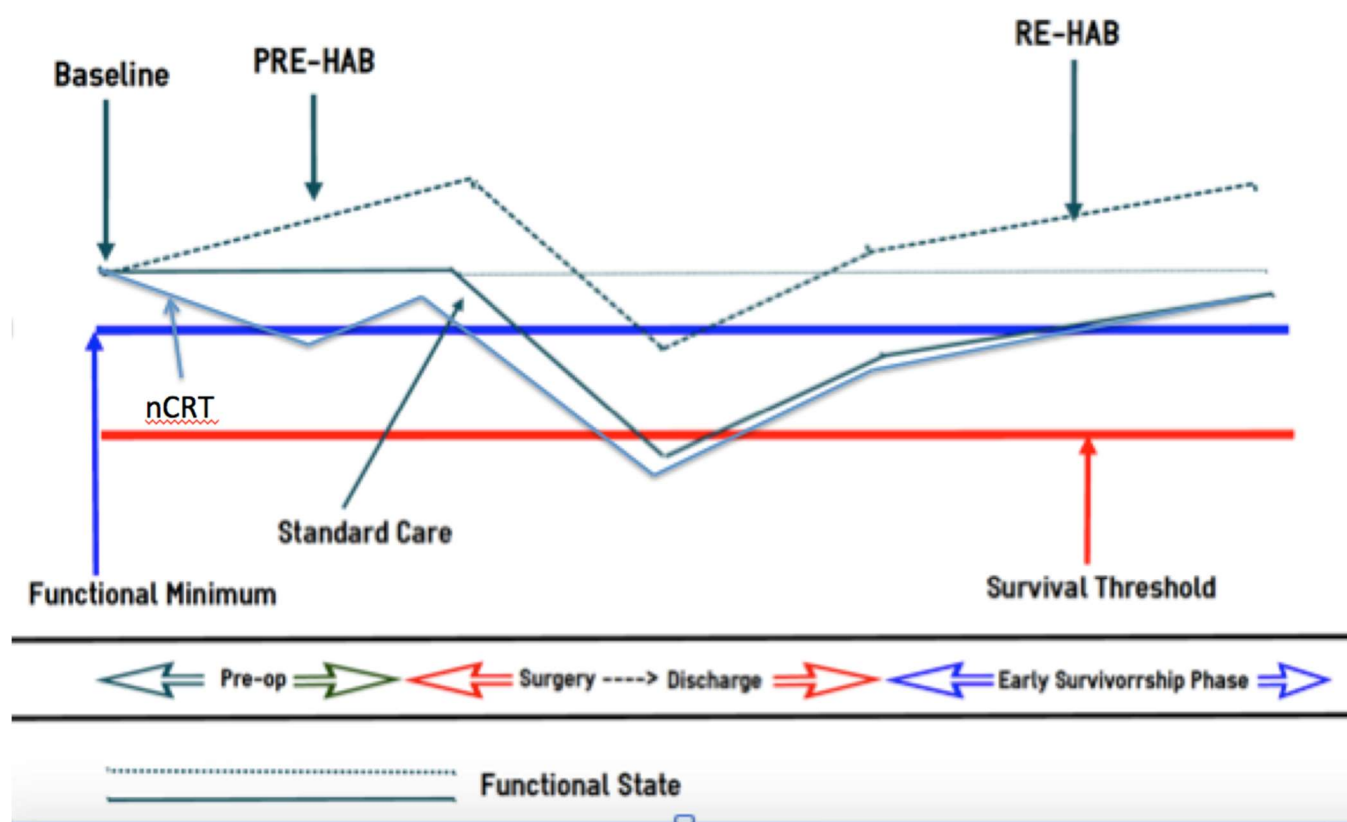 RE-HAB
PRE-HAB
Baseline
nCRT
Standard Care
Functional Minimum
Survival Threshold
Pre-op
Surgery ----> Discharge
Early Survivorrship Phase
Functional State